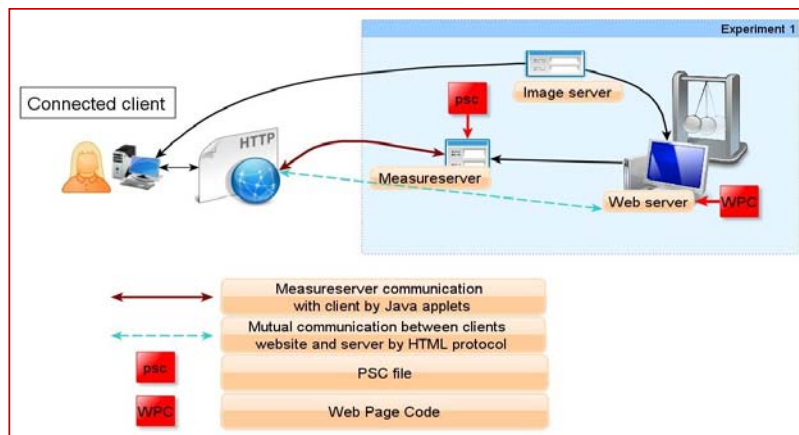 Experiment 1
Image server
psc
Connected client
HTTP
Measureserver
Web server
WPC
Measureserver communication
with client by Java applets
Mutual communication between clients
website and server by HTML protocol
psc
PSC file
WPC
Web Page Code